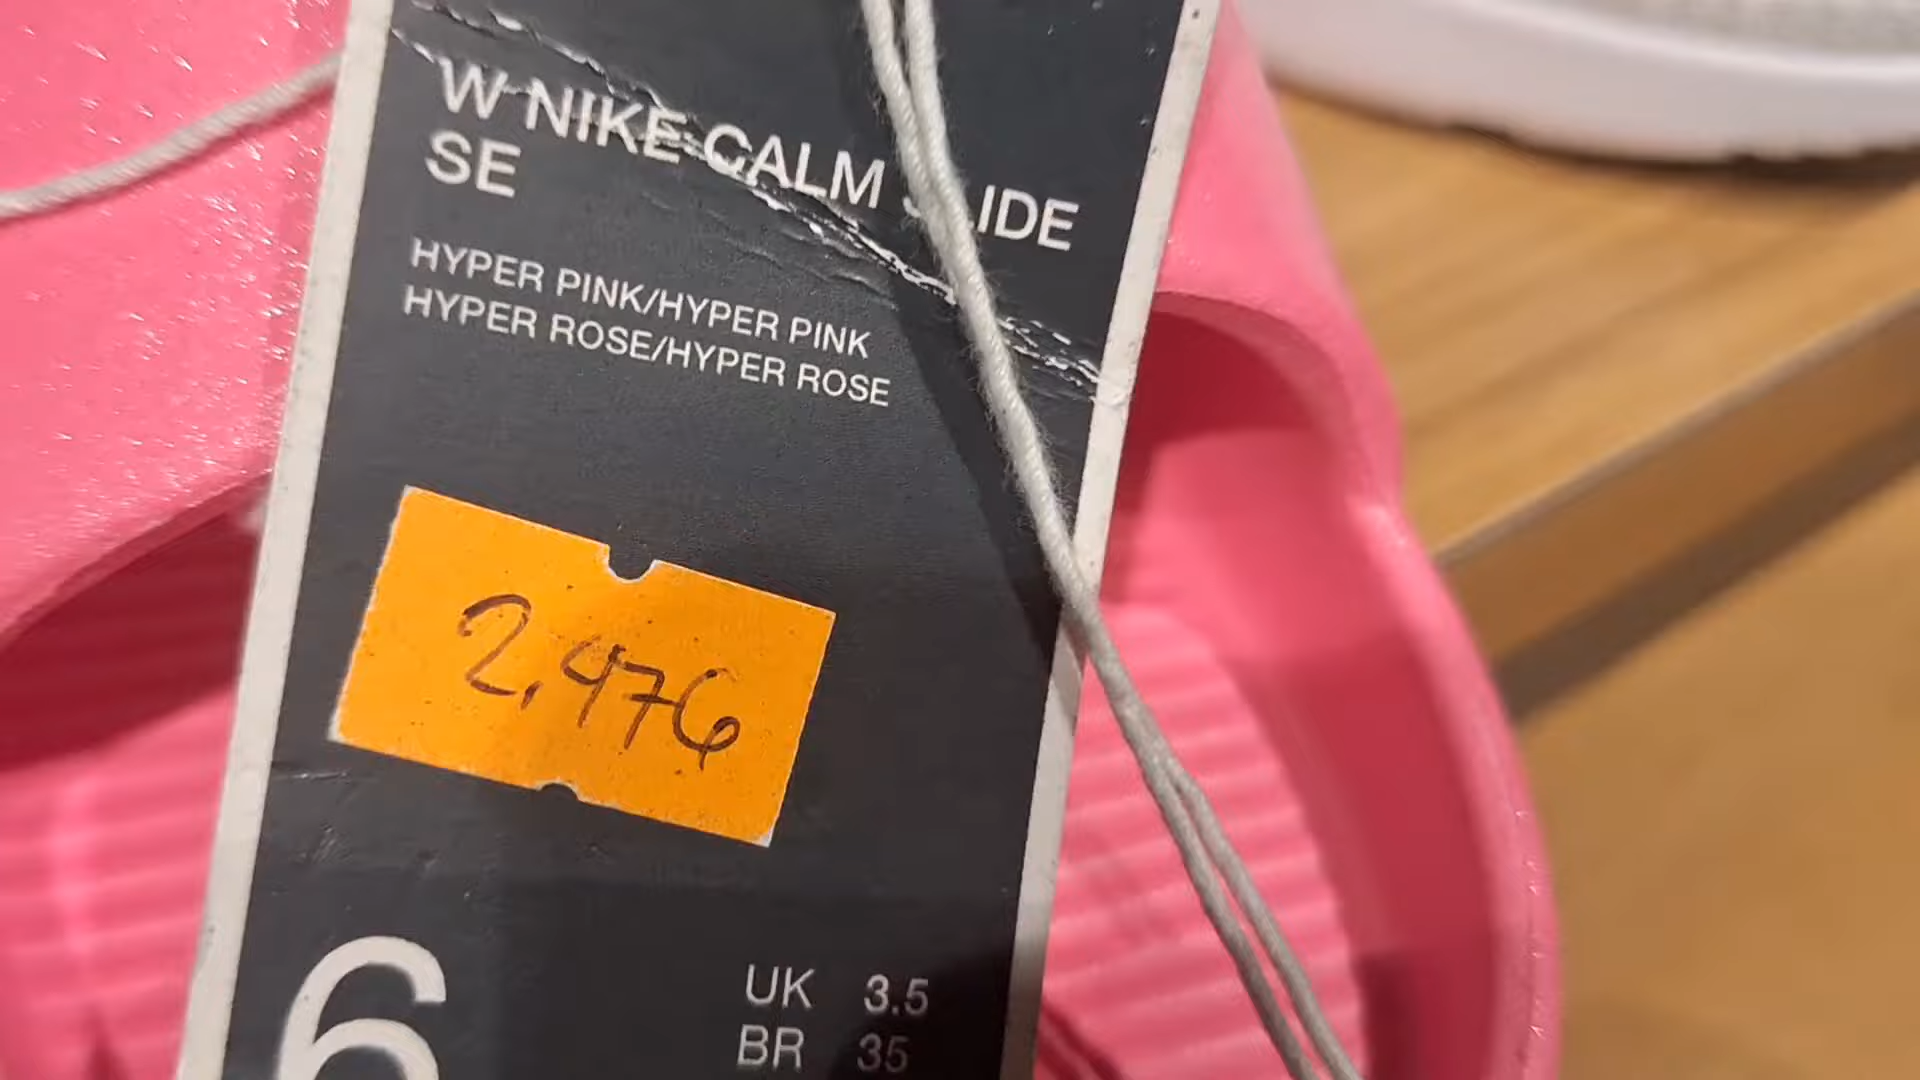 W NIKE CALM SLIDE
SE
HYPER PINK/HYPER PINK
HYPER ROSE/HYPER ROSE
2,476
6
UK 3.5
BR 35